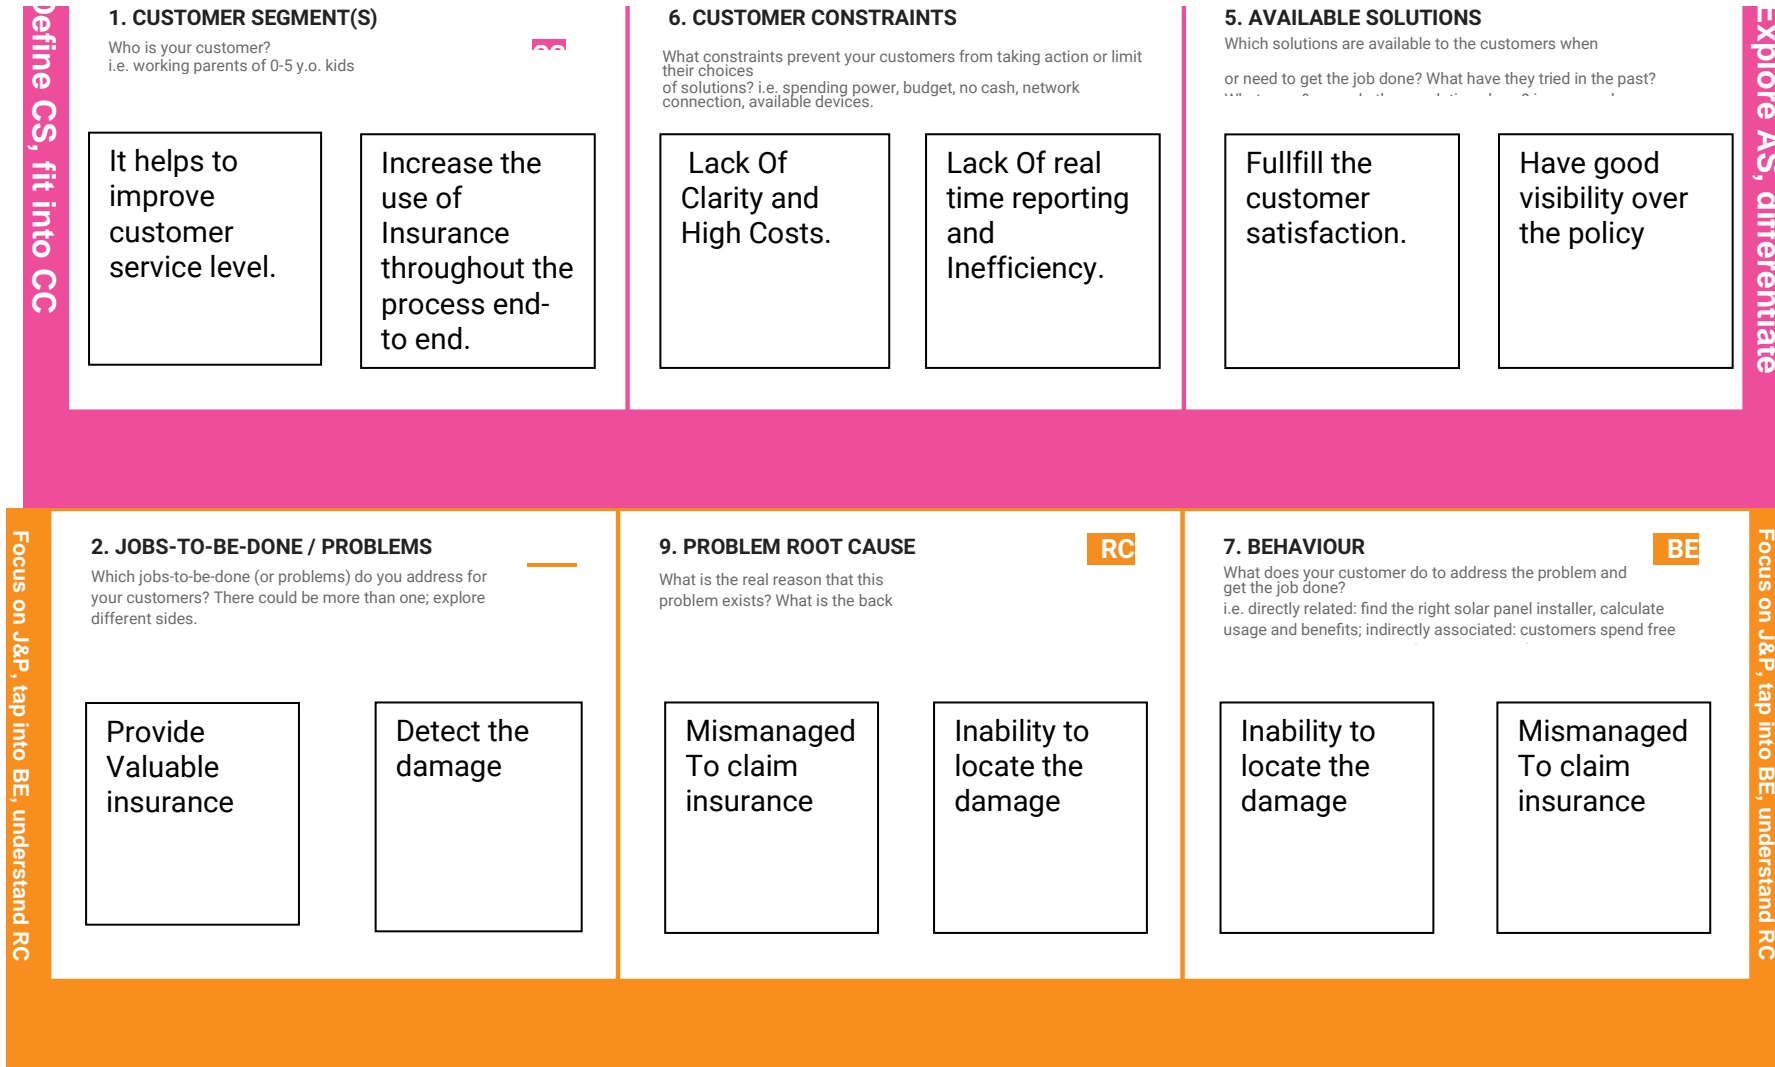 Define CS, fit into CC
1. CUSTOMER SEGMENT(S)
Who is your customer?
i.e. working parents of 0-5 y.o. kids
It helps to
improve
customer
service level.
Increase the
use of
Insurance
throughout the
process end-
to end.
6. CUSTOMER CONSTRAINTS
What constraints prevent your customers from taking action or limit
their choices
of solutions? i.e. spending power, budget, no cash, network
connection, available devices.
Lack Of
Clarity and
High Costs.
Lack Of real
time reporting
and
Inefficiency.
5. AVAILABLE SOLUTIONS
Which solutions are available to the customers when
or need to get the job done? What have they tried in the past?
Fullfill the
customer
satisfaction.
Have good
visibility over
the policy
Explore AS, differentiate
Focus on J&P, tap into BE, understand RC
2. JOBS-TO-BE-DONE / PROBLEMS
Which jobs-to-be-done (or problems) do you address for
your customers? There could be more than one; explore
different sides.
Provide
Valuable
insurance
Detect the
damage
9. PROBLEM ROOT CAUSE
RC
What is the real reason that this
problem exists? What is the back
Mismanaged
To claim
insurance
Inability to
locate the
damage
7. BEHAVIOUR
BE
What does your customer do to address the problem and
get the job done?
i.e. directly related: find the right solar panel installer, calculate
usage and benefits; indirectly associated: customers spend free
Inability to
locate the
damage
Mismanaged
To claim
insurance
Focus on J&P, tap into BE, understand RC